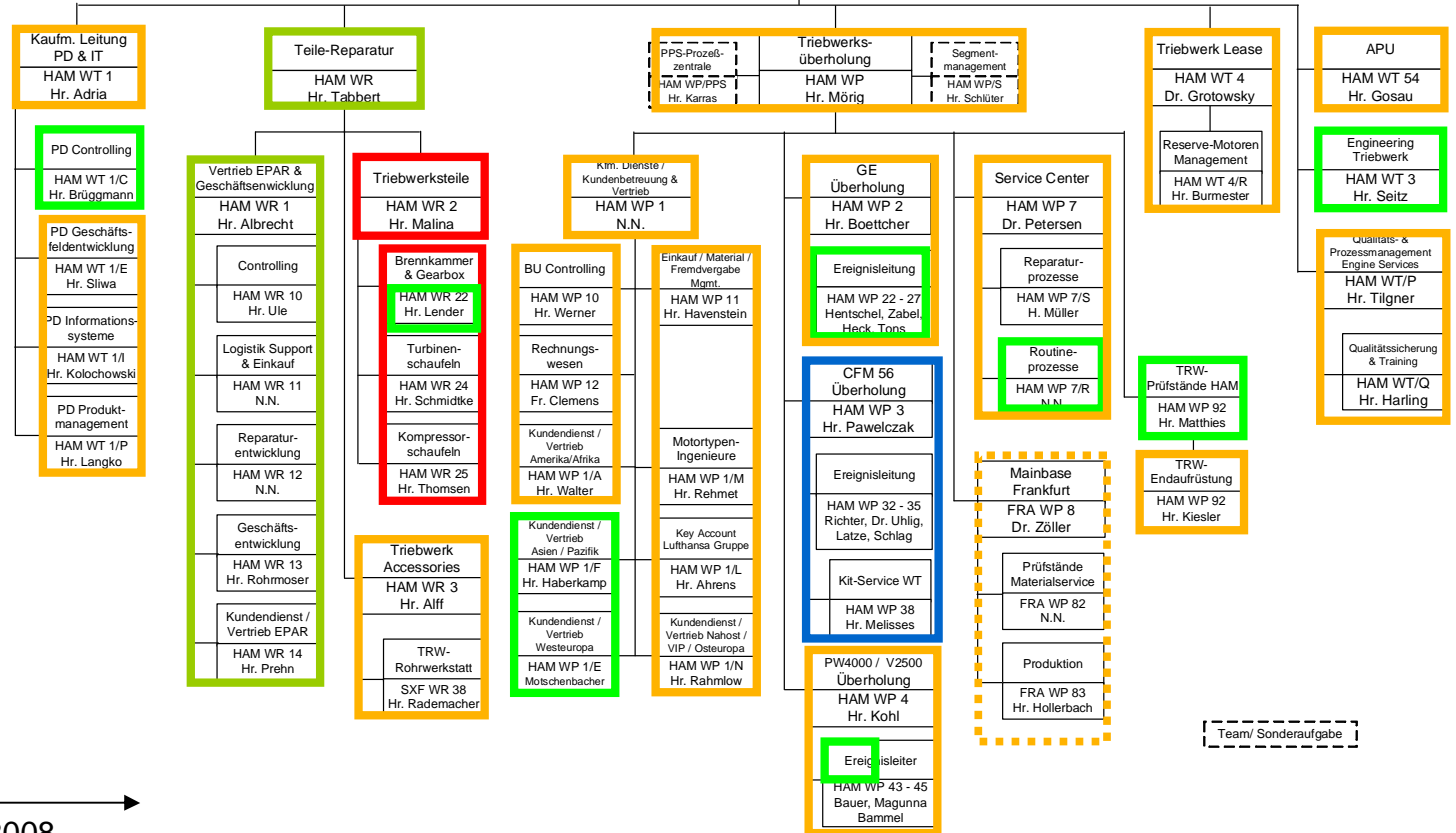 Kaufm. Leitung
PD & IT
HAM WT 1
Hr. Adria
PD Controlling
HAM WT 1/C
Hr. Brüggmann
PD Geschäfts-
feldentwicklung
HAM WT 1/E
Hr. Sliwa
PD Informations-
systeme
HAM WT 1/I
Hr. Kolochowski
PD Produkt-
management
HAM WT 1/P
Hr. Langko
Teile-Reparatur
HAM WR
Hr. Tabbert
Vertrieb EPAR &
Geschäftsenwicklung
HAM WR 1
Hr. Albrecht
Controlling
HAM WR 10
Hr. Ule
Logistik Support
& Einkauf
HAM WR 11
N.N.
Reparatur-
entwicklung
HAM WR 12
N.N.
Geschäfts-
entwicklung
HAM WR 13
Hr. Rohrmoser
Kundendienst /
Vertrieb EPAR
HAM WR 14
Hr. Prehn
Triebwerksteile
HAM WR 2
Hr. Malina
Brennkammer
& Gearbox
HAM WR 22
Hr. Lender
Turbinen-
schaufeln
HAM WR 24
Hr. Schmidtke
Kompressor-
schaufeln
HAM WR 25
Hr. Thomsen
Triebwerk
Accessories
HAM WR 3
Hr. Alff
TRW-
Rohrwerkstatt
SXF WR 38
Hr. Rademacher
PPS-Prozeß-
zentrale
HAM WP/PPS
Hr. Karras
Triebwerks-
überholung
HAM WP
Hr. Mörig
Segment-
management
HAM WP/S
Hr. Schlüter
Kfm. Dienste /
Kundenbetreuung &
Vertrieb
HAM WP 1
N.N.
BU Controlling
HAM WP 10
Hr. Werner
Rechnungs-
wesen
HAM WP 12
Fr. Clemens
Kundendienst /
Vertrieb
Amerika/Afrika
HAM WP 1/A
Hr. Walter
Kundendienst /
Vertrieb
Asien / Pazifik
HAM WP 1/F
Hr. Haberkamp
Kundendienst /
Vertrieb
Westeuropa
HAM WP 1/E
Motschenbacher
Einkauf / Material /
Fremdvergabe
Mgmt.
HAM WP 11
Hr. Havenstein
Motortypen-
Ingenieure
HAM WP 1/M
Hr. Rehmet
Key Account
Lufthansa Gruppe
HAM WP 1/L
Hr. Ahrens
Kundendienst /
Vertrieb Nahost /
VIP / Osteuropa
HAM WP 1/N
Hr. Rahmlow
GE
Überholung
HAM WP 2
Hr. Boettcher
Ereignisleitung
HAM WP 22 - 27
Hentschel, Zabel,
Heck, Tons
CFM 56
Überholung
HAM WP 3
Hr. Pawelczak
Ereignisleitung
HAM WP 32 - 35
Richter, Dr. Uhlig,
Latze, Schlag
Kit-Service WT
HAM WP 38
Hr. Melisses
PW4000 / V2500
Überholung
HAM WP 4
Hr. Kohl
Ereignisleiter
HAM WP 43 - 45
Bauer, Magunna
Bammel
Service Center
HAM WP 7
Dr. Petersen
Reparatur-
prozesse
HAM WP 7/S
H. Müller
Routine-
prozesse
HAM WP 7/R
N.N.
Mainbase
Frankfurt
FRA WP 8
Dr. Zöller
Prüfstände
Materialservice
FRA WP 82
N.N.
Produktion
FRA WP 83
Hr. Hollerbach
TRW-
Prüfstände HAM
HAM WP 92
Hr. Matthies
TRW-
Endaufrüstung
HAM WP 92
Hr. Kiesler
Triebwerk Lease
HAM WT 4
Dr. Grotowsky
Reserve-Motoren
Management
HAM WT 4/R
Hr. Burmester
APU
HAM WT 54
Hr. Gosau
Engineering
Triebwerk
HAM WT 3
Hr. Seitz
Qualitäts- &
Prozessmanagement
Engine Services
HAM WT/P
Hr. Tilgner
Qualitätssicherung
& Training
HAM WT/Q
Hr. Harling
Team/ Sonderaufgabe